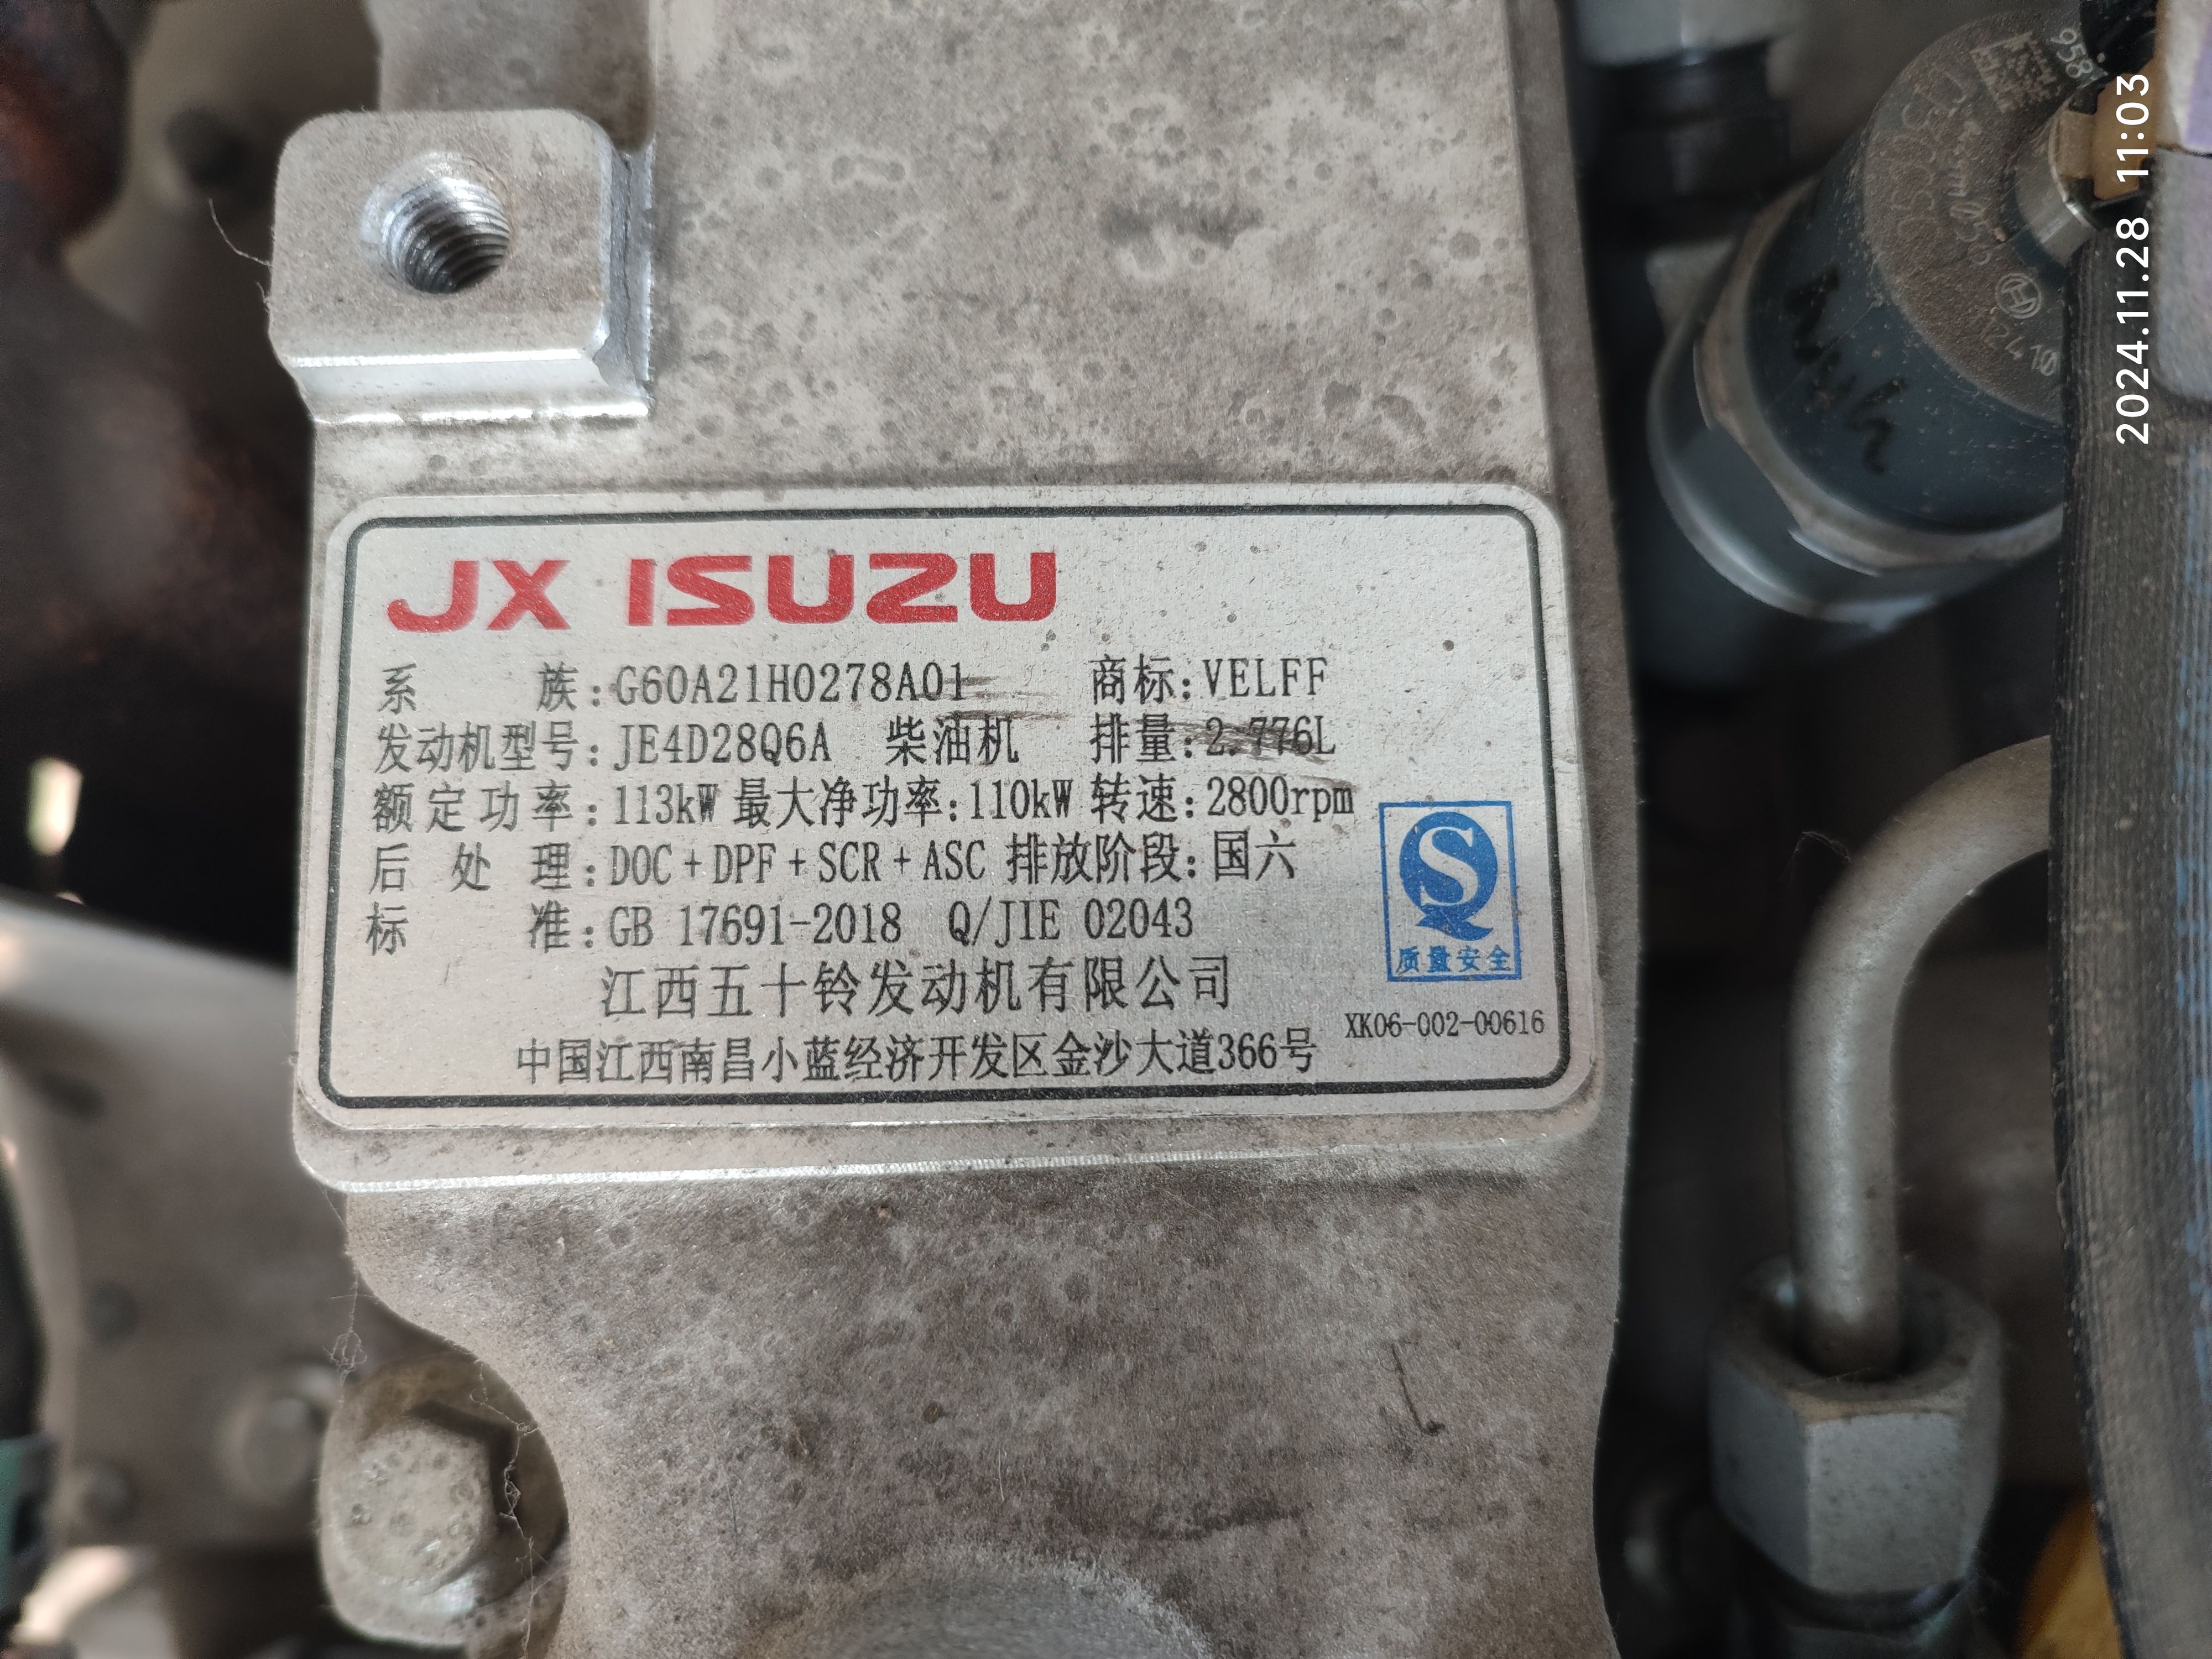 JX ISUZU
系族：G60A21H0278A01 商标：VELFF
发动机型号：JE4D28Q6A 柴油机 排量：2.776L
额定功率：113kW 最大净功率：110kW 转速：2800rpm
后处理：DOC+DPF+SCR+ASC 排放阶段：国六
标准：GB 17691-2018 Q/JIE 02043
江西五十铃发动机有限公司
中国江西南昌小蓝经济开发区金沙大道366号
QS
质量安全
XK06-002-00616
2024.11.28 11:03